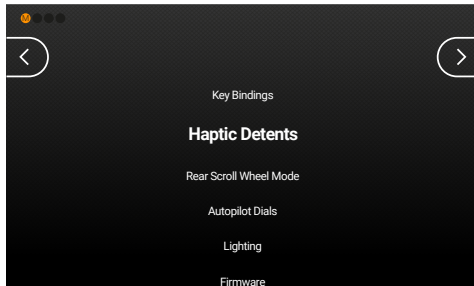 M
Key Bindings
Haptic Detents
Rear Scroll Wheel Mode
Autopilot Dials
Lighting
Firmware